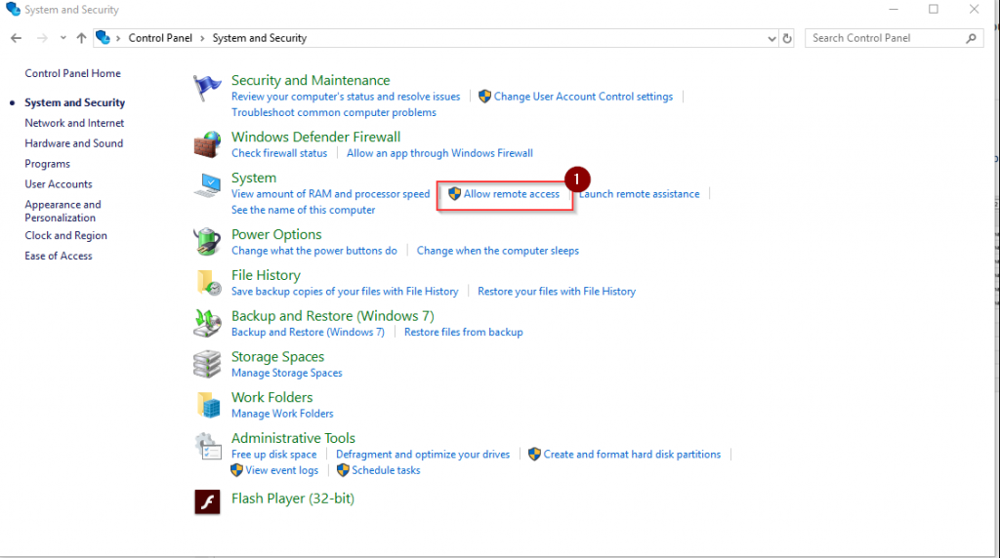 System and Security
Control Panel > System and Security
Search Control Panel
Control Panel Home
System and Security
Network and Internet
Hardware and Sound
Programs
User Accounts
Appearance and
Personalization
Clock and Region
Ease of Access
Security and Maintenance
Review your computer's status and resolve issues Change User Account Control settings
Troubleshoot common computer problems
Windows Defender Firewall
Check firewall status Allow an app through Windows Firewall
System
1
View amount of RAM and processor speed Allow remote access Launch remote assistance
See the name of this computer
Power Options
Change what the power buttons do Change when the computer sleeps
File History
Save backup copies of your files with File History Restore your files with File History
Backup and Restore (Windows 7)
Backup and Restore (Windows 7) Restore files from backup
Storage Spaces
Manage Storage Spaces
Work Folders
Manage Work Folders
Administrative Tools
Free up disk space Defragment and optimize your drives Create and format hard disk partitions
View event logs Schedule tasks
Flash Player (32-bit)